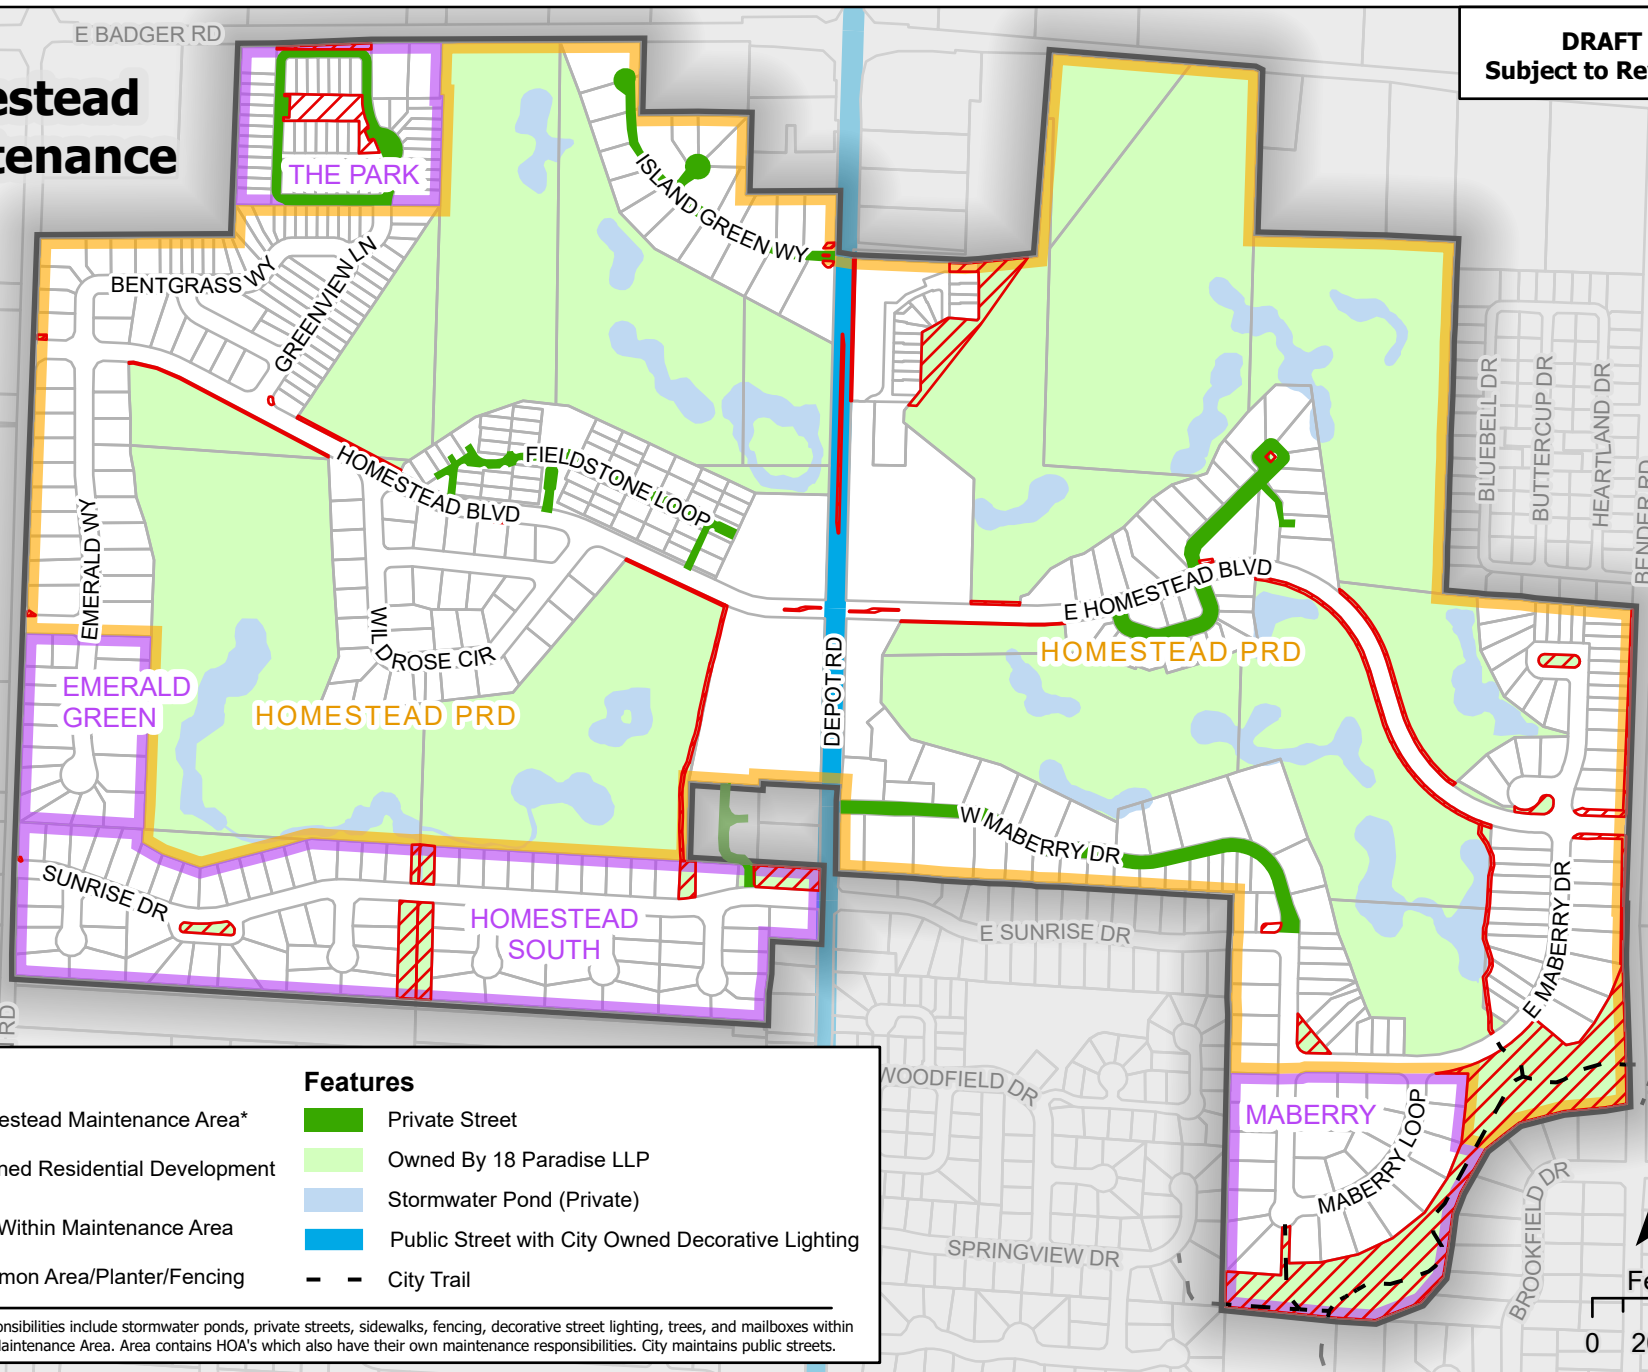 E BADGER RD
DRAFT
Subject to Re
estead
tenance
THE PARK
ISLAND GREEN WY
BENTGRASS WY
GREENVIEW LN
BLUEBELL DR
BUTTERCUP DR
HEARTLAND DR
BENDER RD
FIELDSTONE LOOP
HOMESTEAD BLVD
EMERALD WY
E HOMESTEAD BLVD
WILDROSE CIR
DEPOT RD
HOMESTEAD PRD
EMERALD
GREEN
HOMESTEAD PRD
W MABERRY DR
SUNRISE DR
HOMESTEAD
SOUTH
E SUNRISE DR
E MABERRY DR
RD
WOODFIELD DR
MABERRY
MABERRY LOOP
SPRINGVIEW DR
BROOKFIELD DR
Features
estead Maintenance Area*
Private Street
ned Residential Development
Owned By 18 Paradise LLP
Stormwater Pond (Private)
Within Maintenance Area
Public Street with City Owned Decorative Lighting
mon Area/Planter/Fencing
City Trail
onsibilities include stormwater ponds, private streets, sidewalks, fencing, decorative street lighting, trees, and mailboxes within
Maintenance Area. Area contains HOA's which also have their own maintenance responsibilities. City maintains public streets.
Fe
0 2